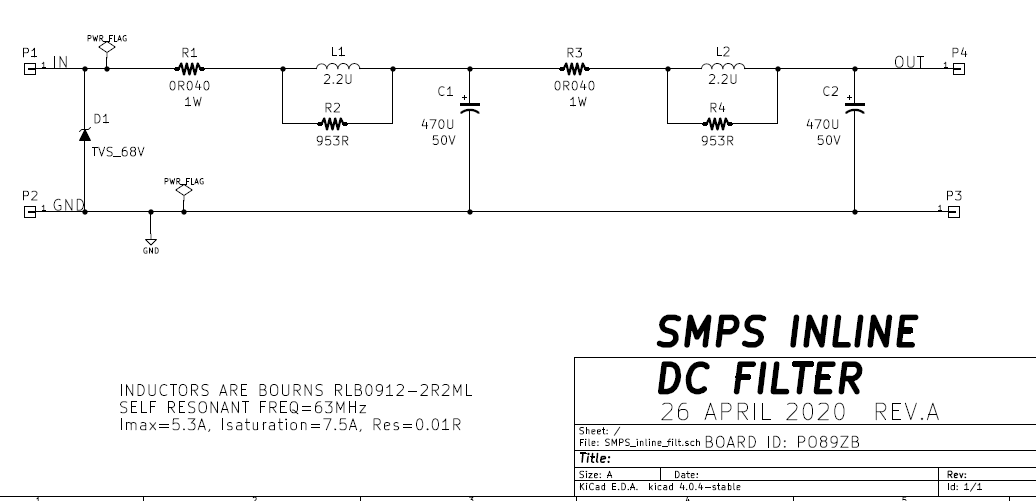 P1
1
IN
PWR_FLAG
R1
0R040
1W
L1
2.2U
R2
953R
C1
+
470U
50V
R3
0R040
1W
L2
2.2U
R4
953R
C2
+
470U
50V
OUT
1
P4
D1
TVS_68V
P2
1
GND
PWR_FLAG
GND
P3
1
SMPS INLINE
DC FILTER
26 APRIL 2020 REV.A
INDUCTORS ARE BOURNS RLB0912-2R2ML
SELF RESONANT FREQ=63MHz
Imax=5.3A, Isaturation=7.5A, Res=0.01R
Sheet: /
File: SMPS_inline_filt.sch BOARD ID: PO89ZB
Title:
Size: A Date: Rev:
KiCad E.D.A. kicad 4.0.4-stable Id: 1/1
1 2 3 4 5